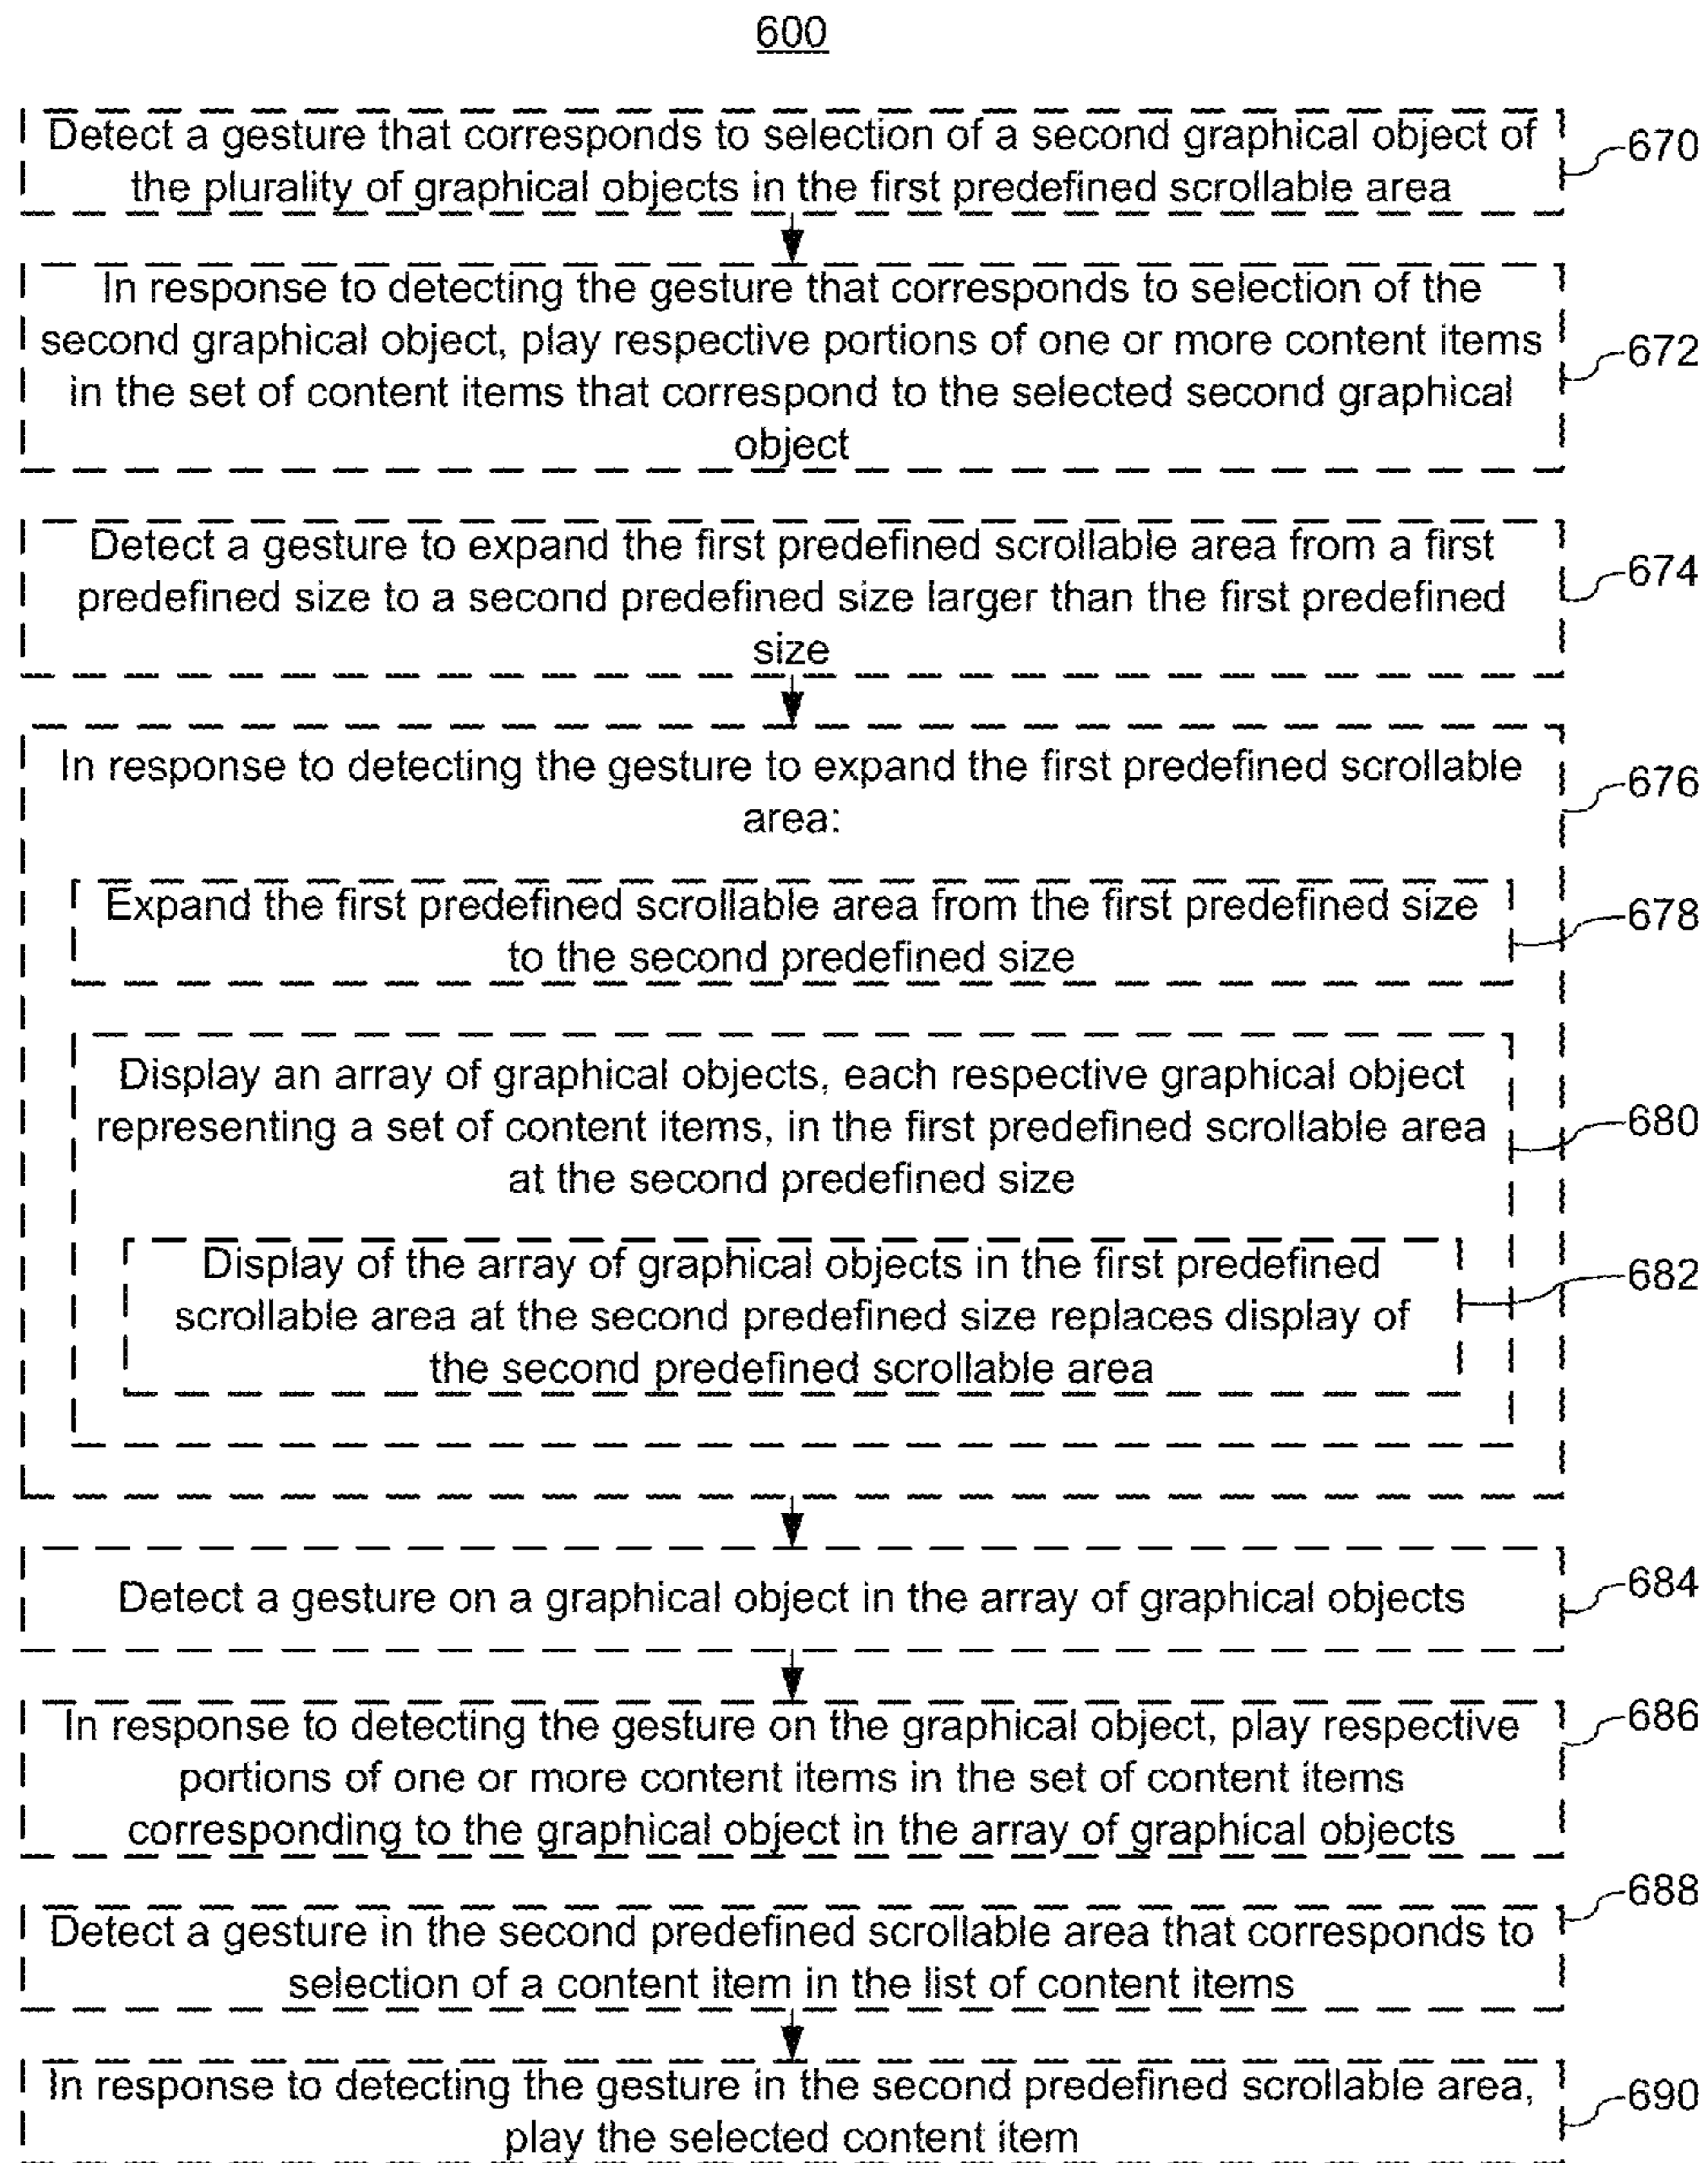 600
Detect a gesture that corresponds to selection of a second graphical object of
the plurality of graphical objects in the first predefined scrollable area
670
In response to detecting the gesture that corresponds to selection of the
second graphical object, play respective portions of one or more content items
in the set of content items that correspond to the selected second graphical
object
672
Detect a gesture to expand the first predefined scrollable area from a first
predefined size to a second predefined size larger than the first predefined
size
674
In response to detecting the gesture to expand the first predefined scrollable
area:
676
Expand the first predefined scrollable area from the first predefined size
to the second predefined size
678
Display an array of graphical objects, each respective graphical object
representing a set of content items, in the first predefined scrollable area
at the second predefined size
680
Display of the array of graphical objects in the first predefined
scrollable area at the second predefined size replaces display of
the second predefined scrollable area
682
Detect a gesture on a graphical object in the array of graphical objects
684
In response to detecting the gesture on the graphical object, play respective
portions of one or more content items in the set of content items
corresponding to the graphical object in the array of graphical objects
686
Detect a gesture in the second predefined scrollable area that corresponds to
selection of a content item in the list of content items
688
In response to detecting the gesture in the second predefined scrollable area,
play the selected content item
690